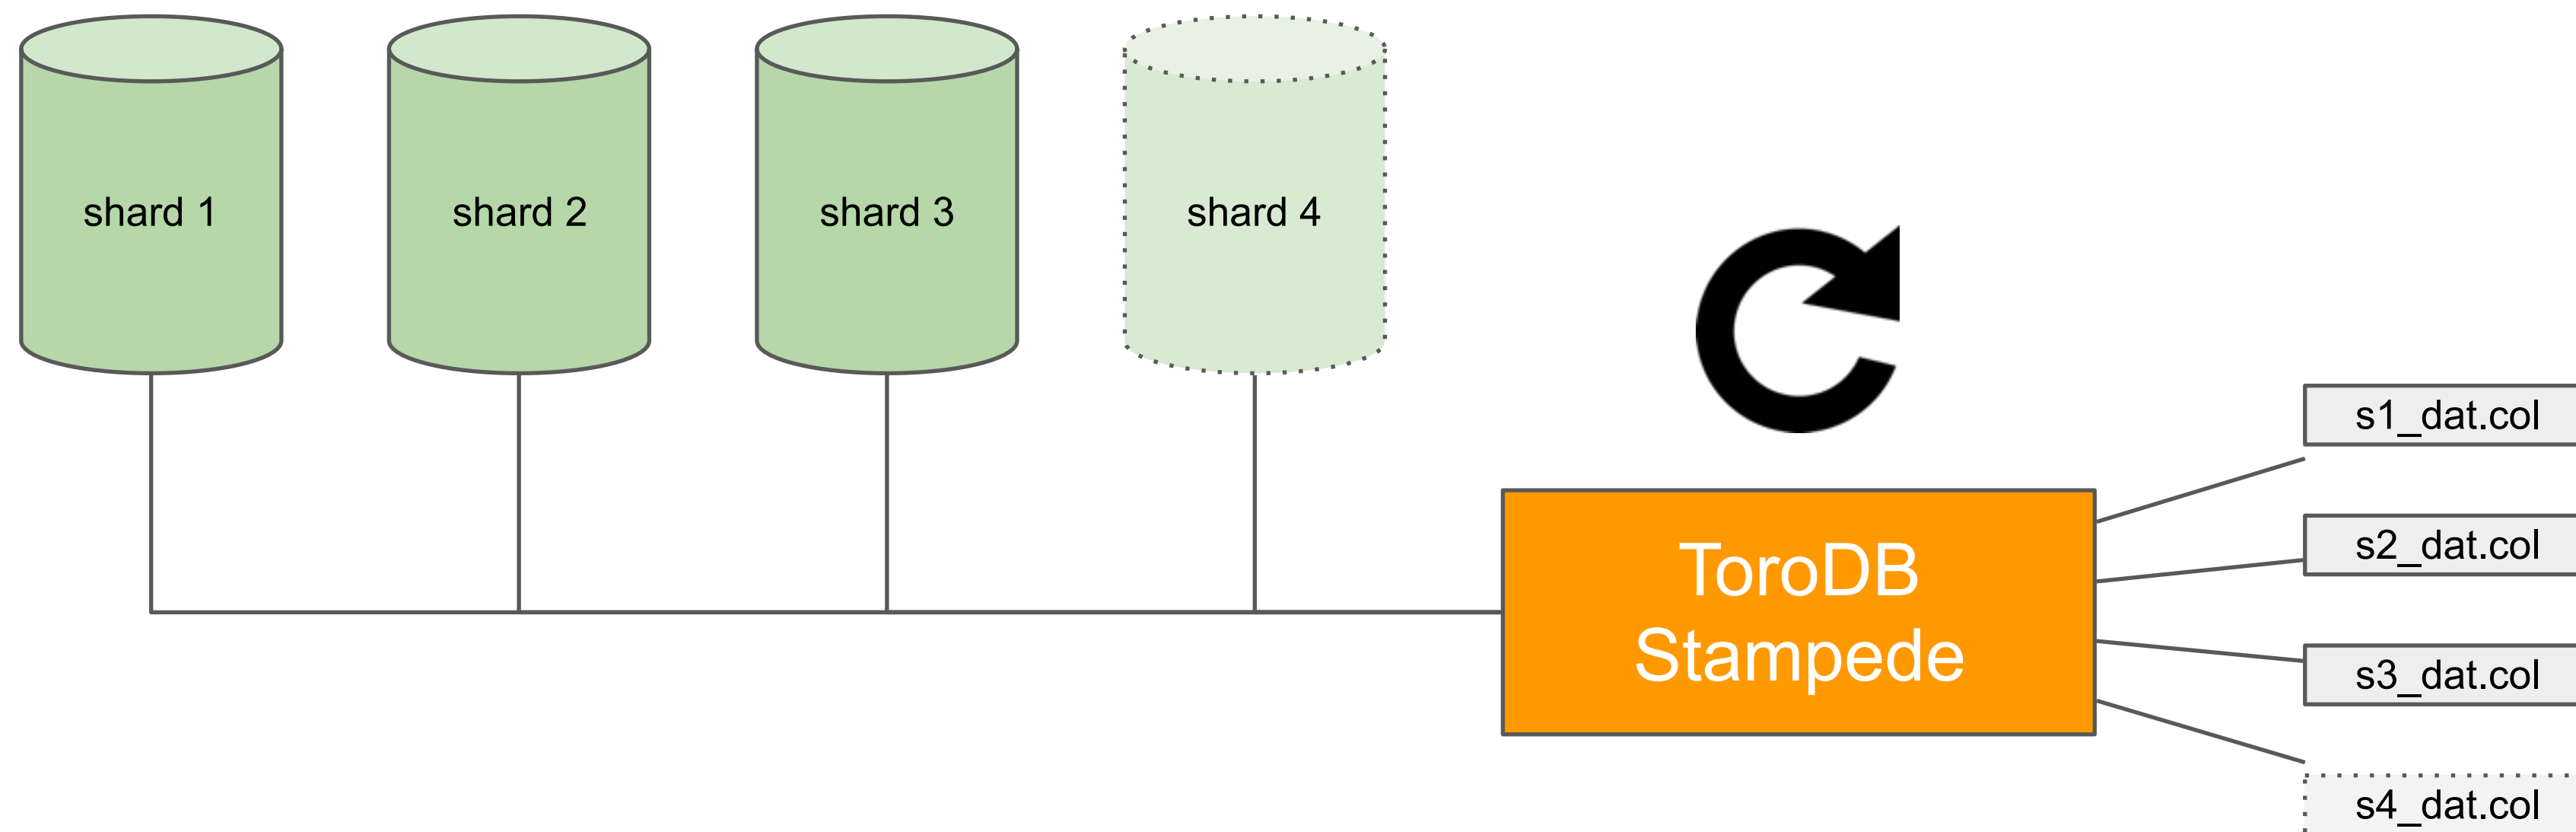 shard 1
shard 2
shard 3
shard 4
ToroDB
Stampede
s1_dat.col
s2_dat.col
s3_dat.col
s4_dat.col